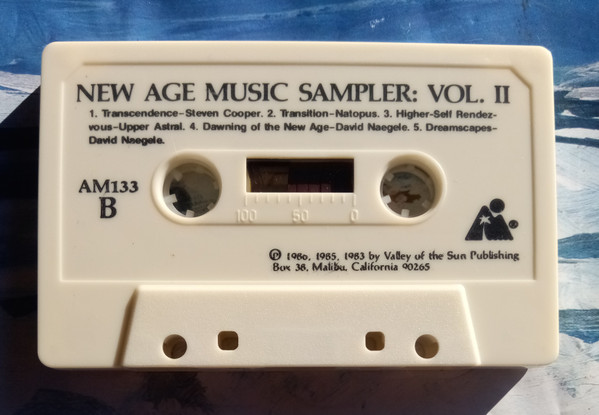 NEW AGE MUSIC SAMPLER: VOL. II
1. Transcendence-Steven Cooper. 2. Transition-Natopus. 3. Higher-Self Rendez-
vous-Upper Astral. 4. Dawning of the New Age-David Naegele. 5. Dreamscapes-
David Naegele.
AM133
B
100 50 0
℗ 1986, 1985, 1983 by Valley of the Sun Publishing
Box 38, Malibu, California 90265